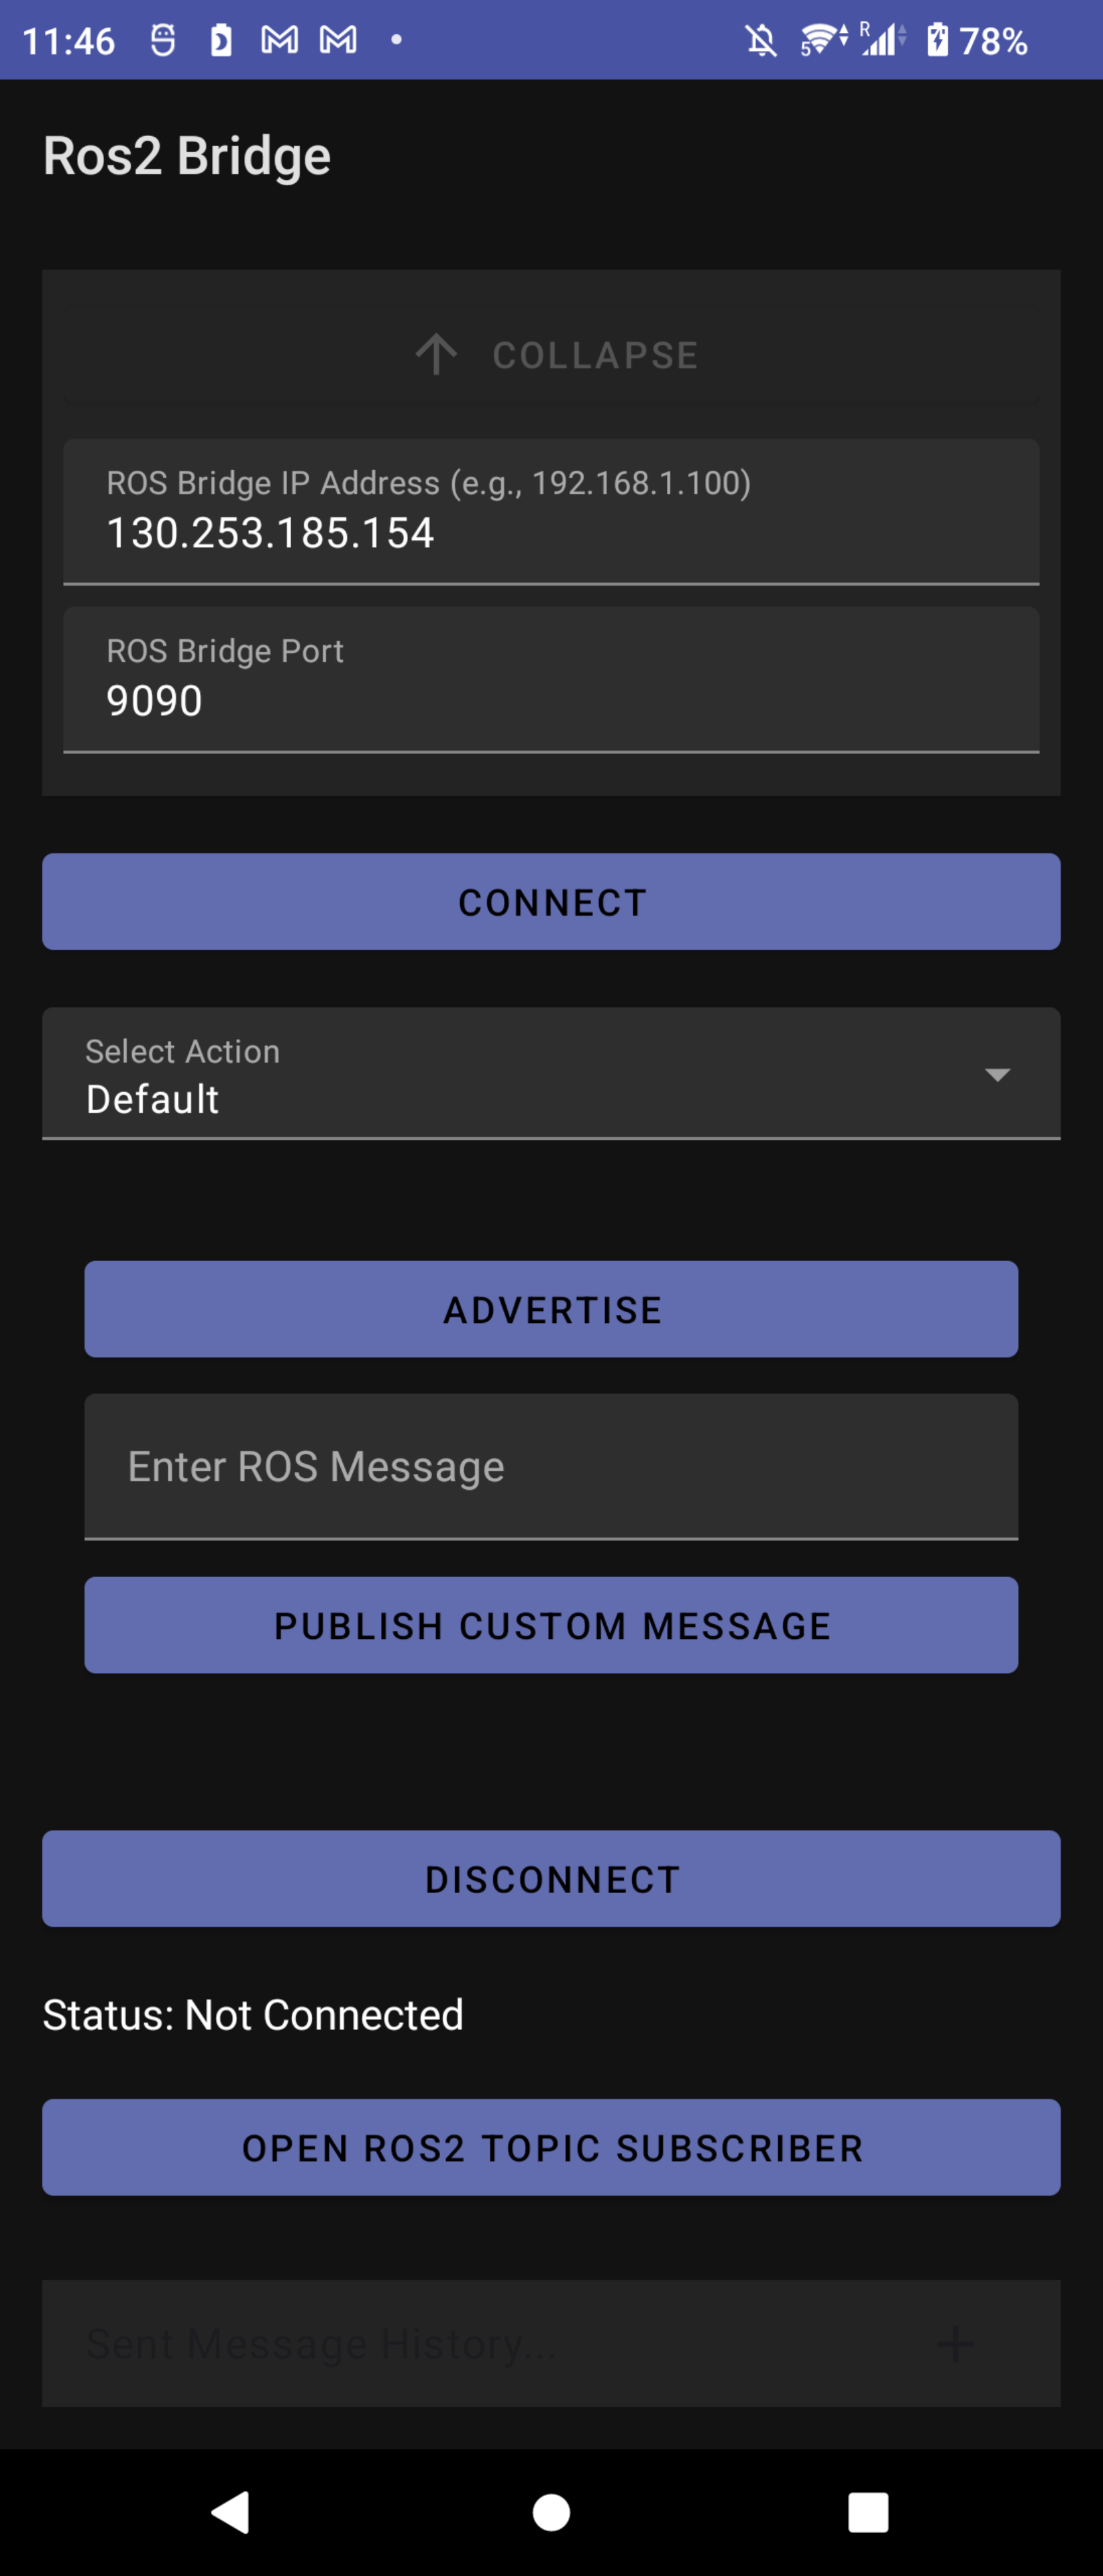 11:46 5 R 78%
Ros2 Bridge
COLLAPSE
ROS Bridge IP Address (e.g., 192.168.1.100)
130.253.185.154
ROS Bridge Port
9090
CONNECT
Select Action
Default
ADVERTISE
Enter ROS Message
PUBLISH CUSTOM MESSAGE
DISCONNECT
Status: Not Connected
OPEN ROS2 TOPIC SUBSCRIBER
Sent Message History...